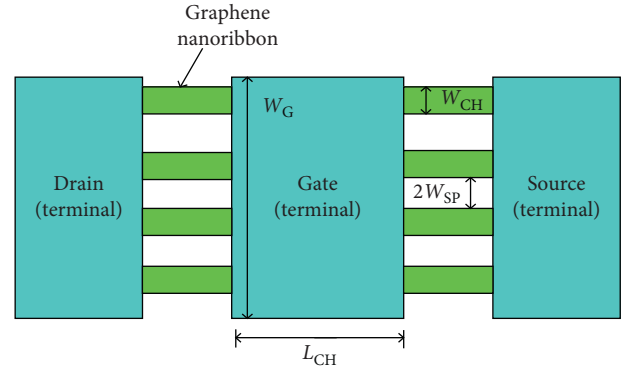 Graphene
nanoribbon
W_G
W_CH
Drain
(terminal)
Gate
(terminal)
2W_SP
Source
(terminal)
L_CH